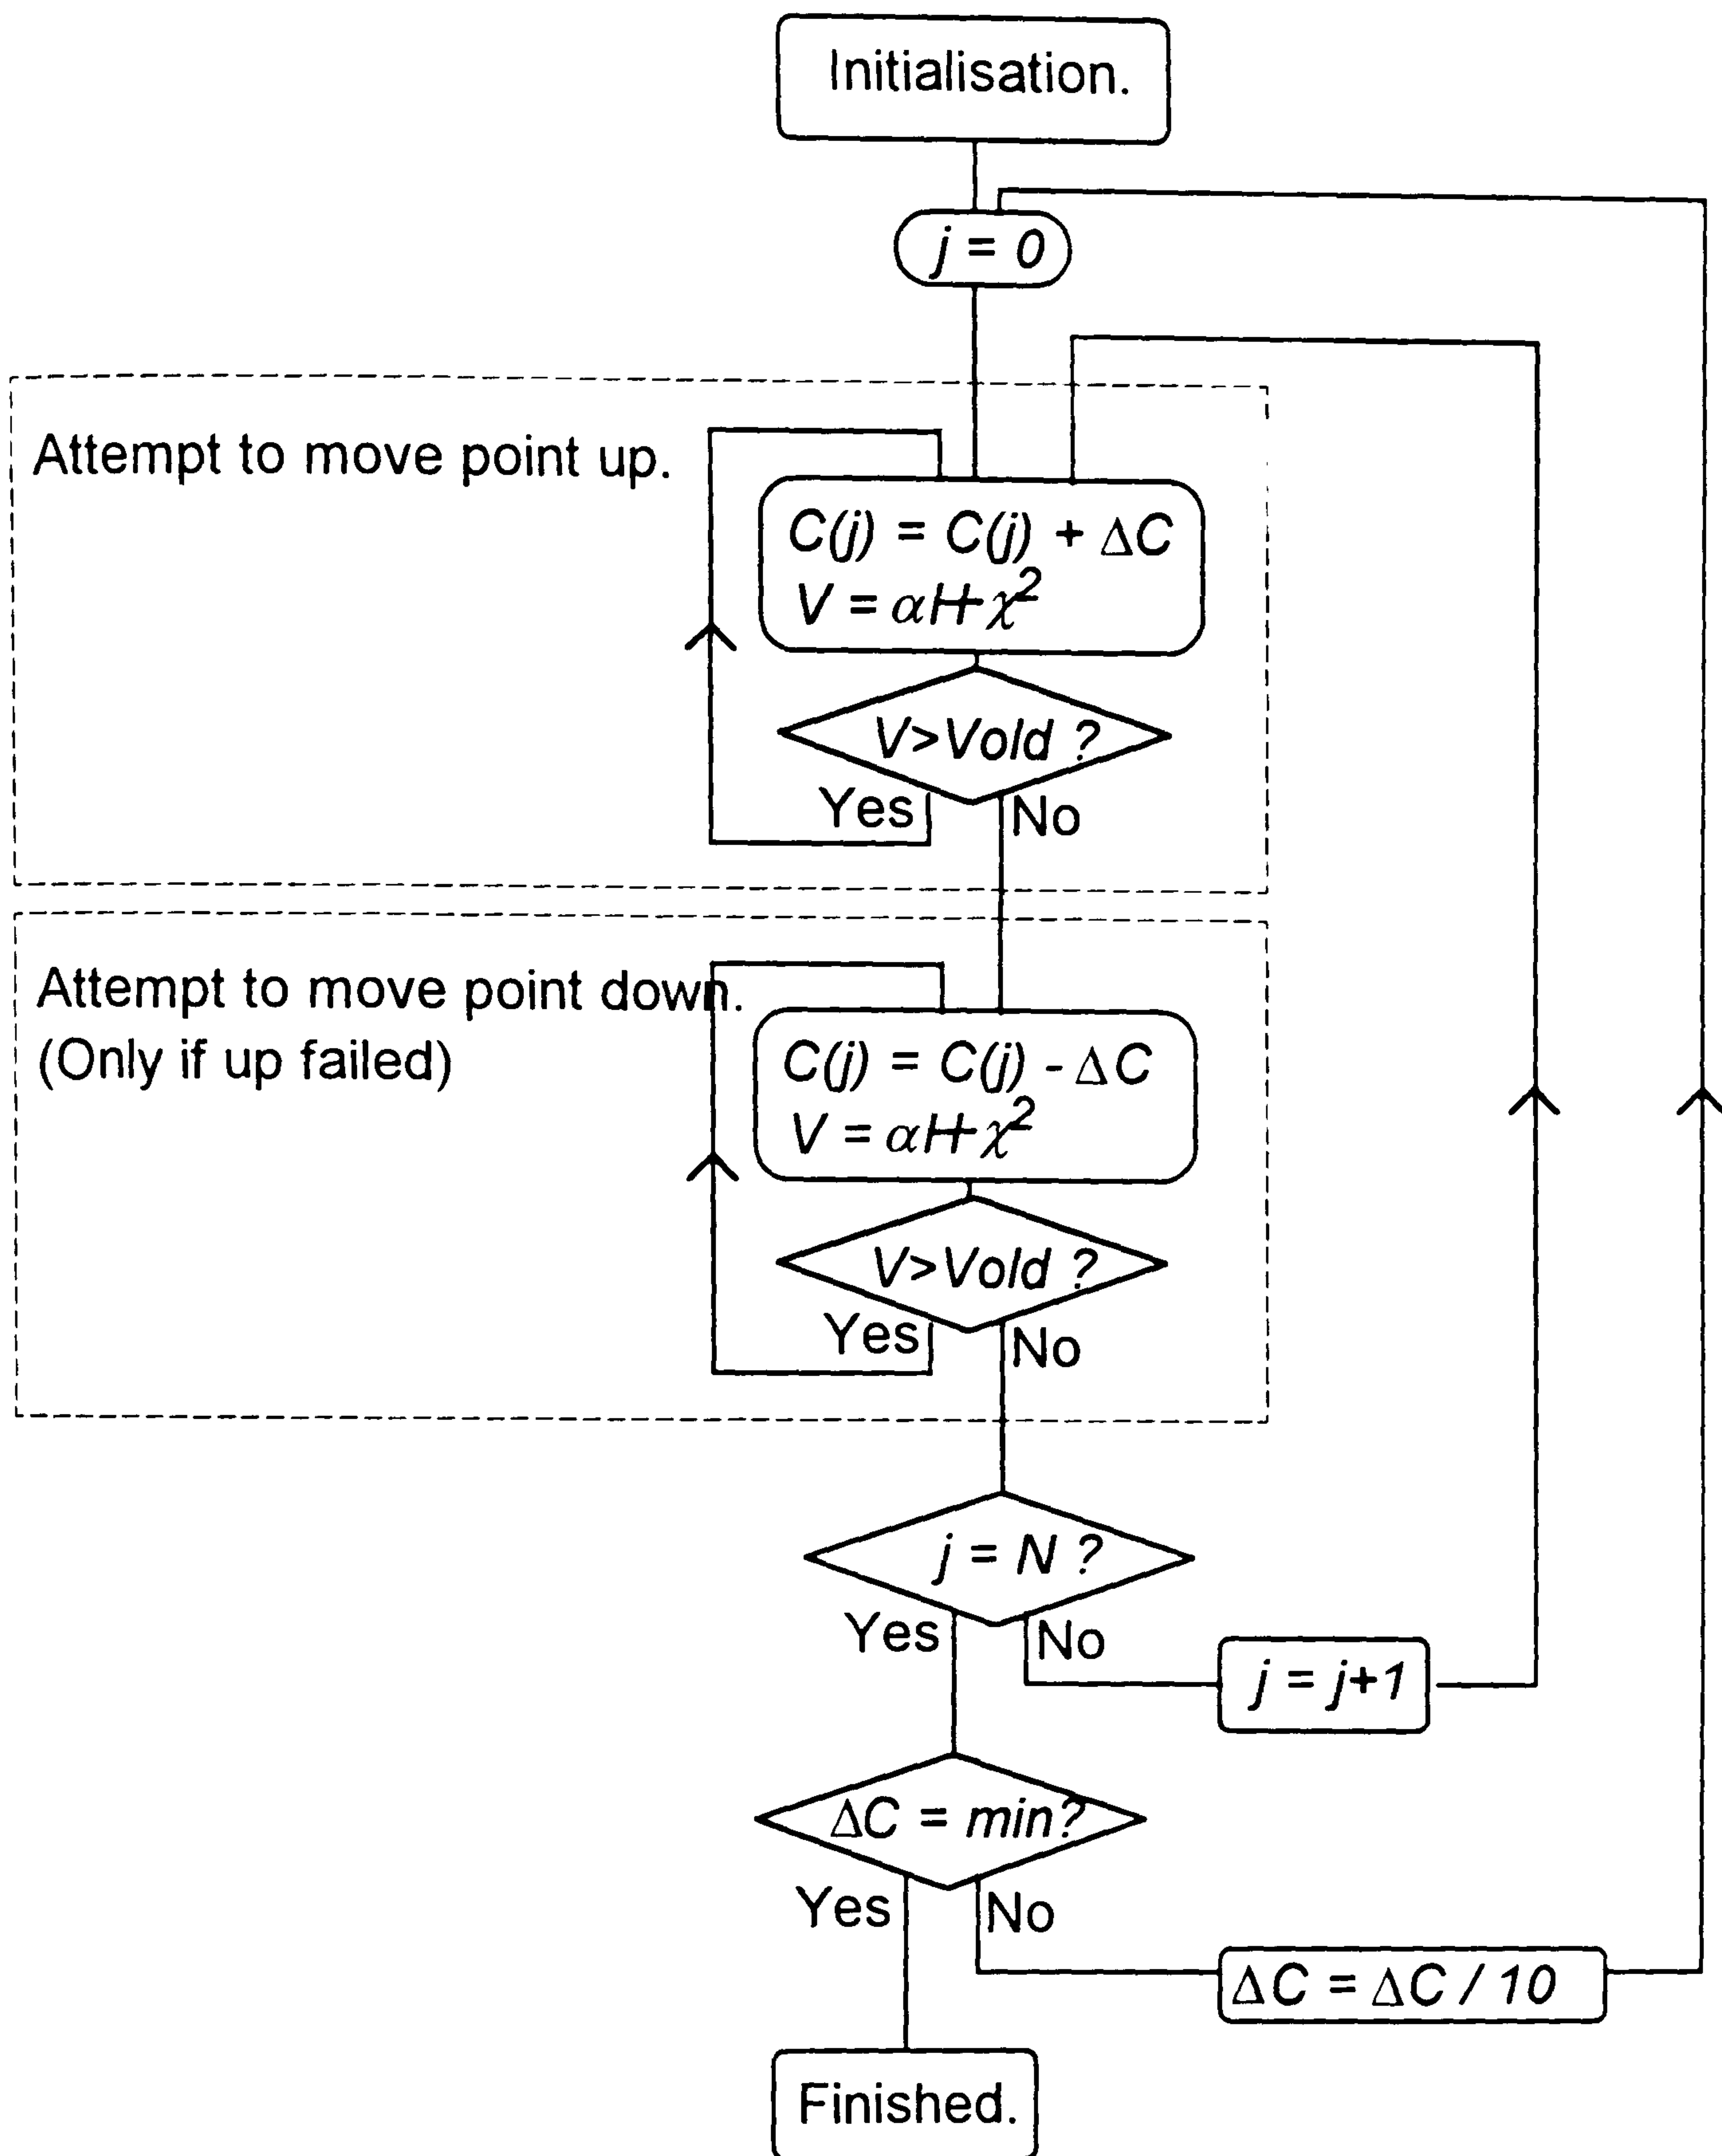 Initialisation.
j = 0
Attempt to move point up.
C(j) = C(j) + ΔC
V = αH+χ²
V>Vold ?
Yes
No
Attempt to move point down.
(Only if up failed)
C(j) = C(j) - ΔC
V = αH+χ²
V>Vold ?
Yes
No
j = N ?
Yes
No
j = j+1
ΔC = min?
Yes
No
ΔC = ΔC / 10
Finished.